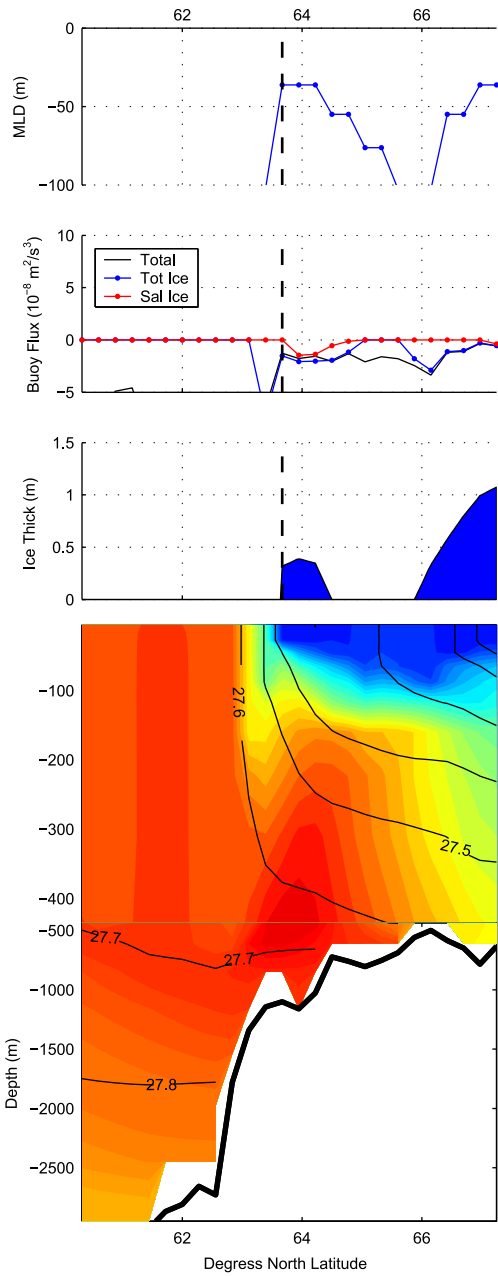 62 64 66
0
−50
−100
MLD (m)
10
5
0
−5
Buoy Flux (10⁻⁸ m²/s³)
Total
Tot Ice
Sal Ice
1.5
1
0.5
0
Ice Thick (m)
−100
−200
−300
−400
−500
−1000
−1500
−2000
−2500
Depth (m)
27.6
27.5
27.7
27.7
27.8
62 64 66
Degress North Latitude